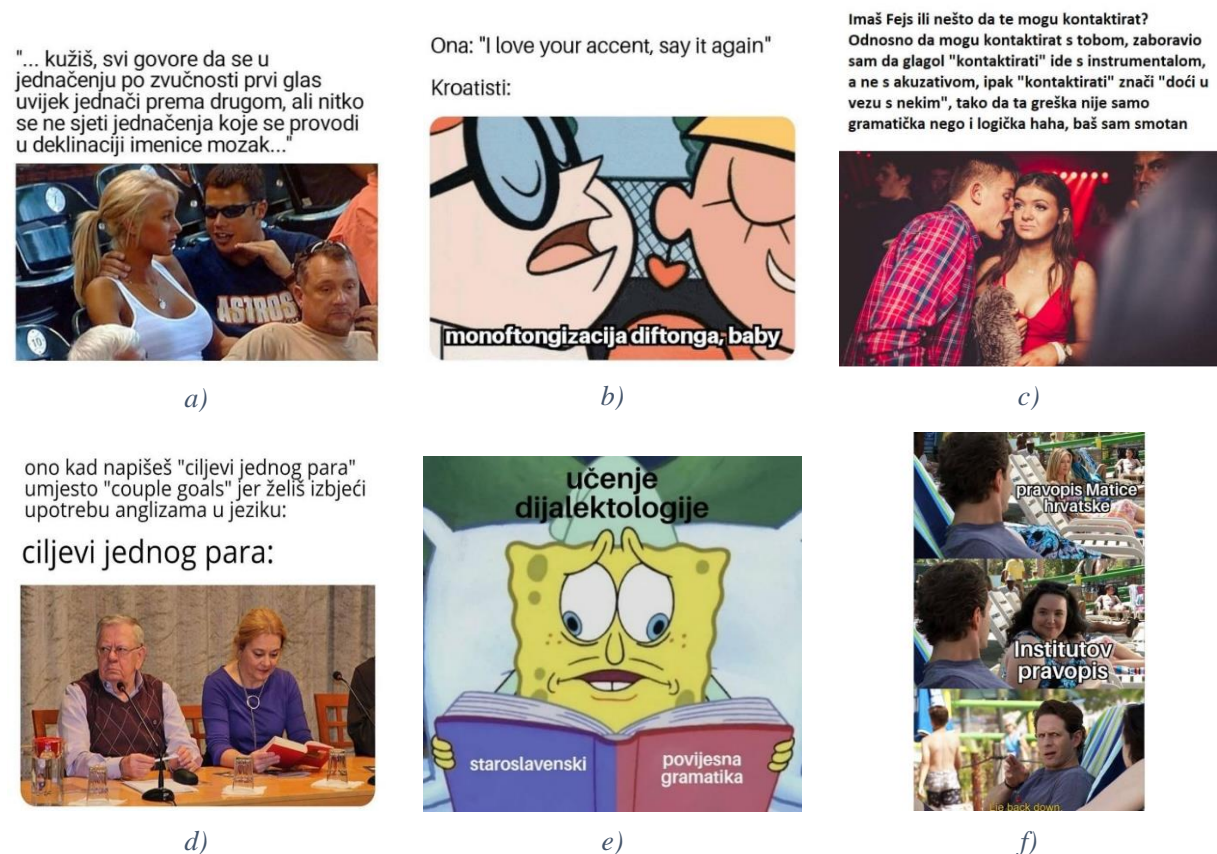 "... kužiš, svi govore da se u
jednačenju po zvučnosti prvi glas
uvijek jednači prema drugom, ali nitko
se ne sjeti jednačenja koje se provodi
u deklinaciji imenice mozak..."
ASTROS
10
a)
Ona: "I love your accent, say it again"
Kroatisti:
monoftongizacija diftonga, baby
b)
Imaš Fejs ili nešto da te mogu kontaktirat?
Odnosno da mogu kontaktirat s tobom, zaboravio
sam da glagol "kontaktirati" ide s instrumentalom,
a ne s akuzativom, ipak "kontaktirati" znači "doći u
vezu s nekim", tako da ta greška nije samo
gramatička nego i logička haha, baš sam smotan
c)
ono kad napišeš "ciljevi jednog para"
umjesto "couple goals" jer želiš izbjeći
upotrebu anglizama u jeziku:
ciljevi jednog para:
d)
učenje
dijalektologije
staroslavenski
povijesna
gramatika
e)
pravopis Matice
hrvatske
Institutov
pravopis
Lie back down
f)